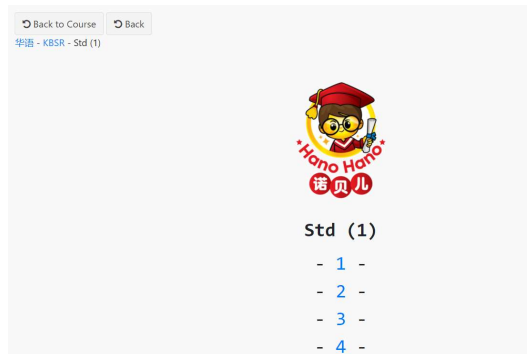 Back to Course Back
华语 - KBSR - Std (1)
Hano Hano
诺贝儿
Std (1)
- 1 -
- 2 -
- 3 -
- 4 -